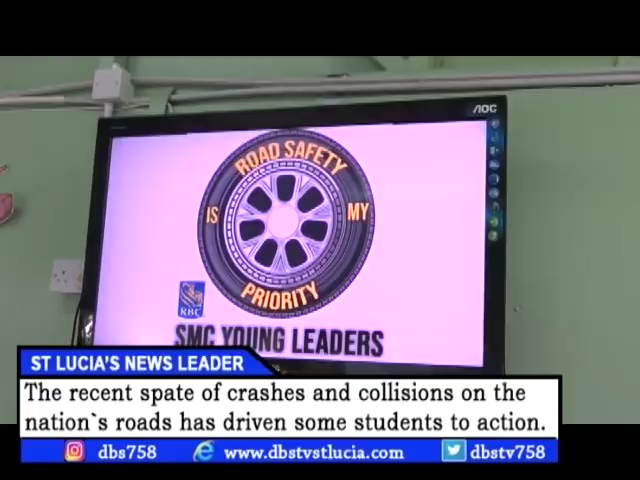 AOC
ROAD SAFETY
IS MY
PRIORITY
RBC
SMC YOUNG LEADERS
ST LUCIA'S NEWS LEADER
The recent spate of crashes and collisions on the
nation`s roads has driven some students to action.
dbs758 www.dbstvstlucia.com dbstv758